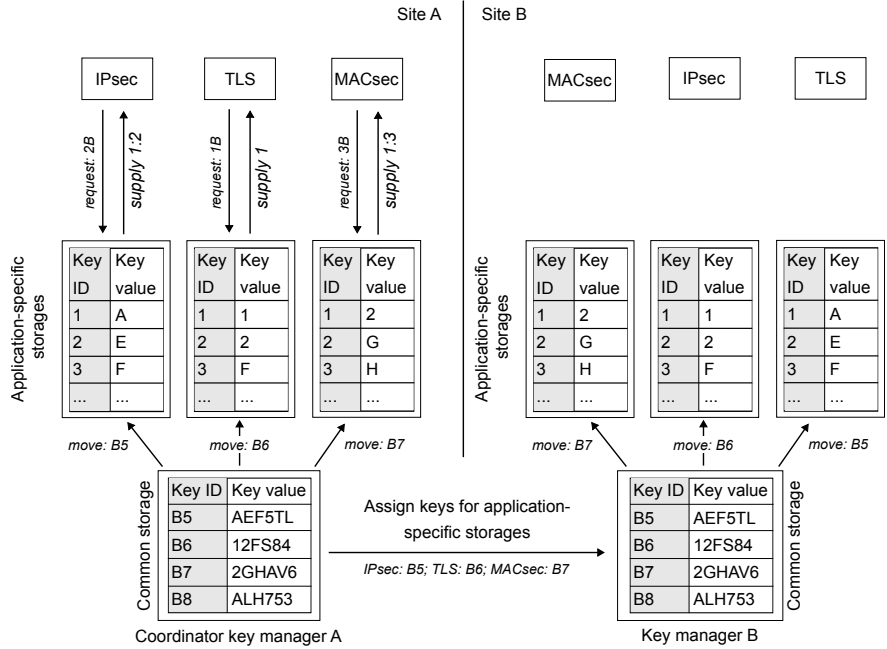 Site A
Site B
IPsec
TLS
MACsec
MACsec
IPsec
TLS
request: 2B
supply 1:2
request: 1B
supply 1
request: 3B
supply 1:3
Application-specific
storages
Key Key
ID value
1 A
2 E
3 F
... ...
Key Key
ID value
1 1
2 2
3 F
... ...
Key Key
ID value
1 2
2 G
3 H
... ...
Application-specific
storages
Key Key
ID value
1 2
2 G
3 H
... ...
Key Key
ID value
1 1
2 2
3 F
... ...
Key Key
ID value
1 A
2 E
3 F
... ...
move: B5
move: B6
move: B7
move: B7
move: B6
move: B5
Common storage
Key ID Key value
B5 AEF5TL
B6 12FS84
B7 2GHAV6
B8 ALH753
Coordinator key manager A
Assign keys for application-
specific storages
IPsec: B5; TLS: B6; MACsec: B7
Key ID Key value
B5 AEF5TL
B6 12FS84
B7 2GHAV6
B8 ALH753
Common storage
Key manager B